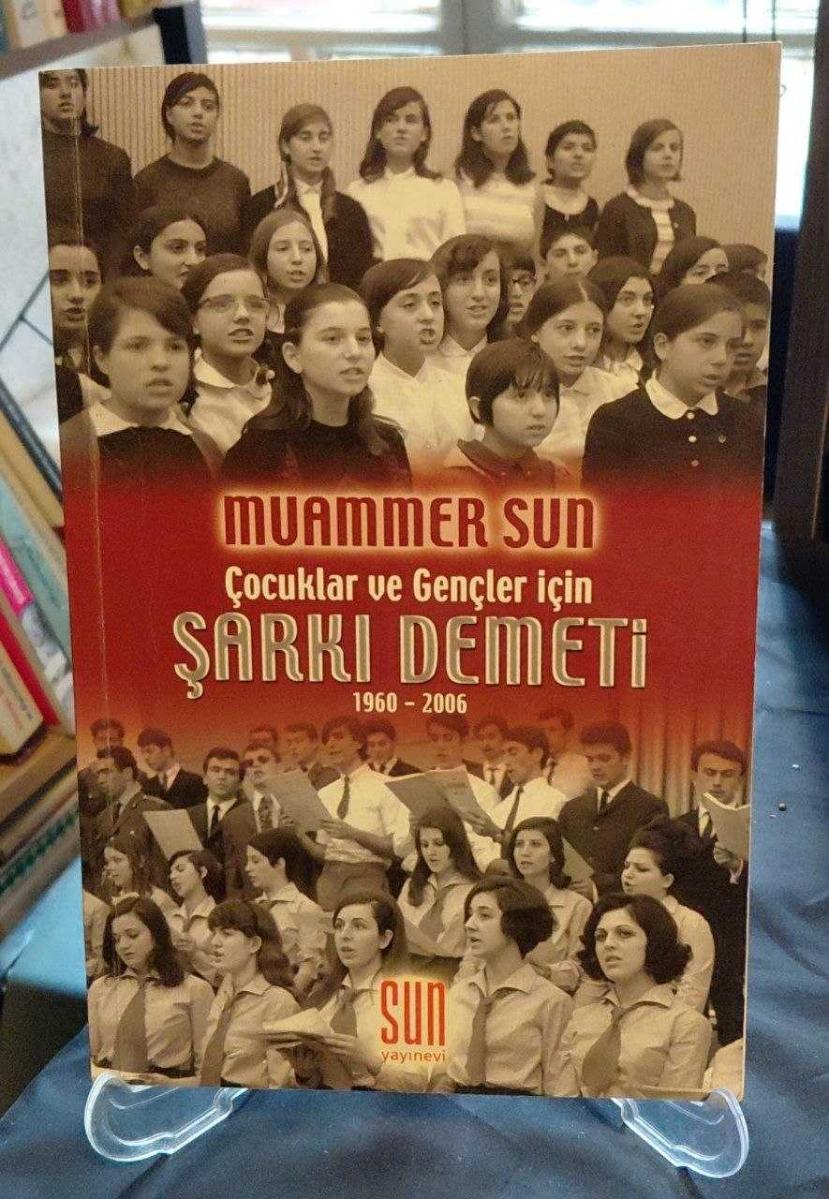 MUAMMER SUN
Çocuklar ve Gençler için
ŞARKI DEMETİ
1960 - 2006
SUN
yayınevi